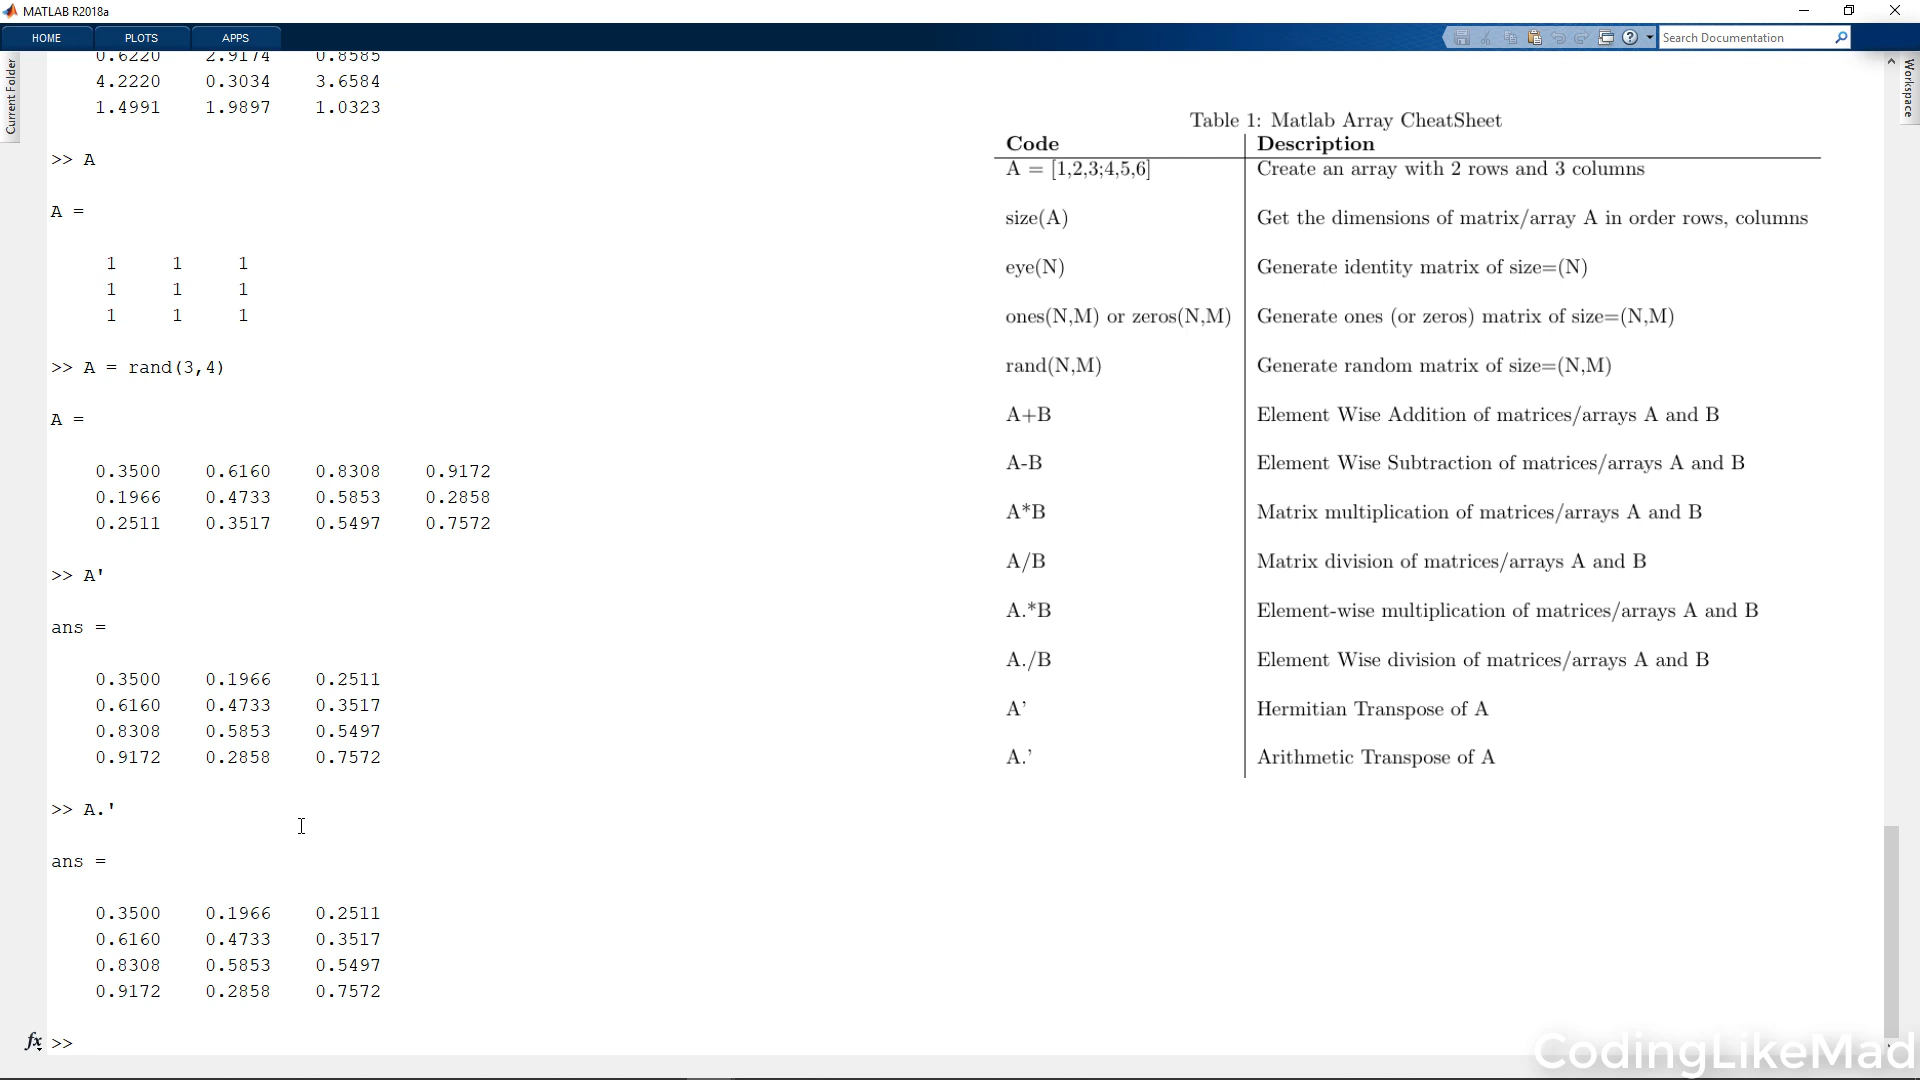 MATLAB R2018a
HOME PLOTS APPS
Search Documentation
Current Folder
Workspace
0.6220 2.9174 0.8585
4.2220 0.3034 3.6584
1.4991 1.9897 1.0323
>> A
A =
1 1 1
1 1 1
1 1 1
>> A = rand(3,4)
A =
0.3500 0.6160 0.8308 0.9172
0.1966 0.4733 0.5853 0.2858
0.2511 0.3517 0.5497 0.7572
>> A'
ans =
0.3500 0.1966 0.2511
0.6160 0.4733 0.3517
0.8308 0.5853 0.5497
0.9172 0.2858 0.7572
>> A.'
ans =
0.3500 0.1966 0.2511
0.6160 0.4733 0.3517
0.8308 0.5853 0.5497
0.9172 0.2858 0.7572
fx >>
Table 1: Matlab Array CheatSheet
Code Description
A = [1,2,3;4,5,6] Create an array with 2 rows and 3 columns
size(A) Get the dimensions of matrix/array A in order rows, columns
eye(N) Generate identity matrix of size=(N)
ones(N,M) or zeros(N,M) Generate ones (or zeros) matrix of size=(N,M)
rand(N,M) Generate random matrix of size=(N,M)
A+B Element Wise Addition of matrices/arrays A and B
A-B Element Wise Subtraction of matrices/arrays A and B
A*B Matrix multiplication of matrices/arrays A and B
A/B Matrix division of matrices/arrays A and B
A.*B Element-wise multiplication of matrices/arrays A and B
A./B Element Wise division of matrices/arrays A and B
A’ Hermitian Transpose of A
A.’ Arithmetic Transpose of A
CodingLikeMad